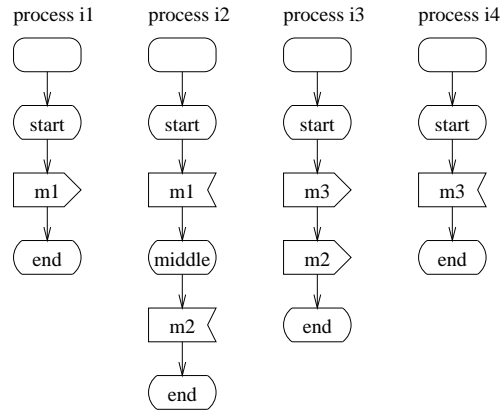 process i1
process i2
process i3
process i4
start
start
start
start
m1
m1
m3
m3
end
middle
m2
end
m2
end
end